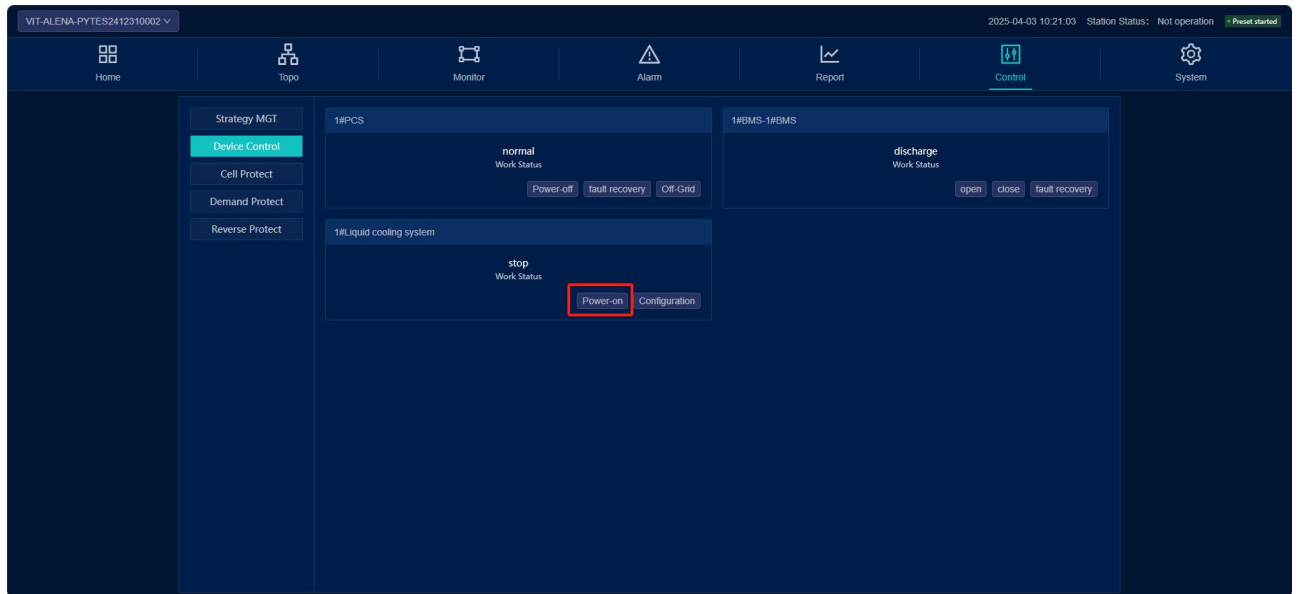 VIT-ALENA-PYTES2412310002
2025-04-03 10:21:03 Station Status: Not operation Preset started
Home Topo Monitor Alarm Report Control System
Strategy MGT
Device Control
Cell Protect
Demand Protect
Reverse Protect
1#PCS
normal
Work Status
Power-off fault recovery Off-Grid
1#BMS-1#BMS
discharge
Work Status
open close fault recovery
1#Liquid cooling system
stop
Work Status
Power-on Configuration